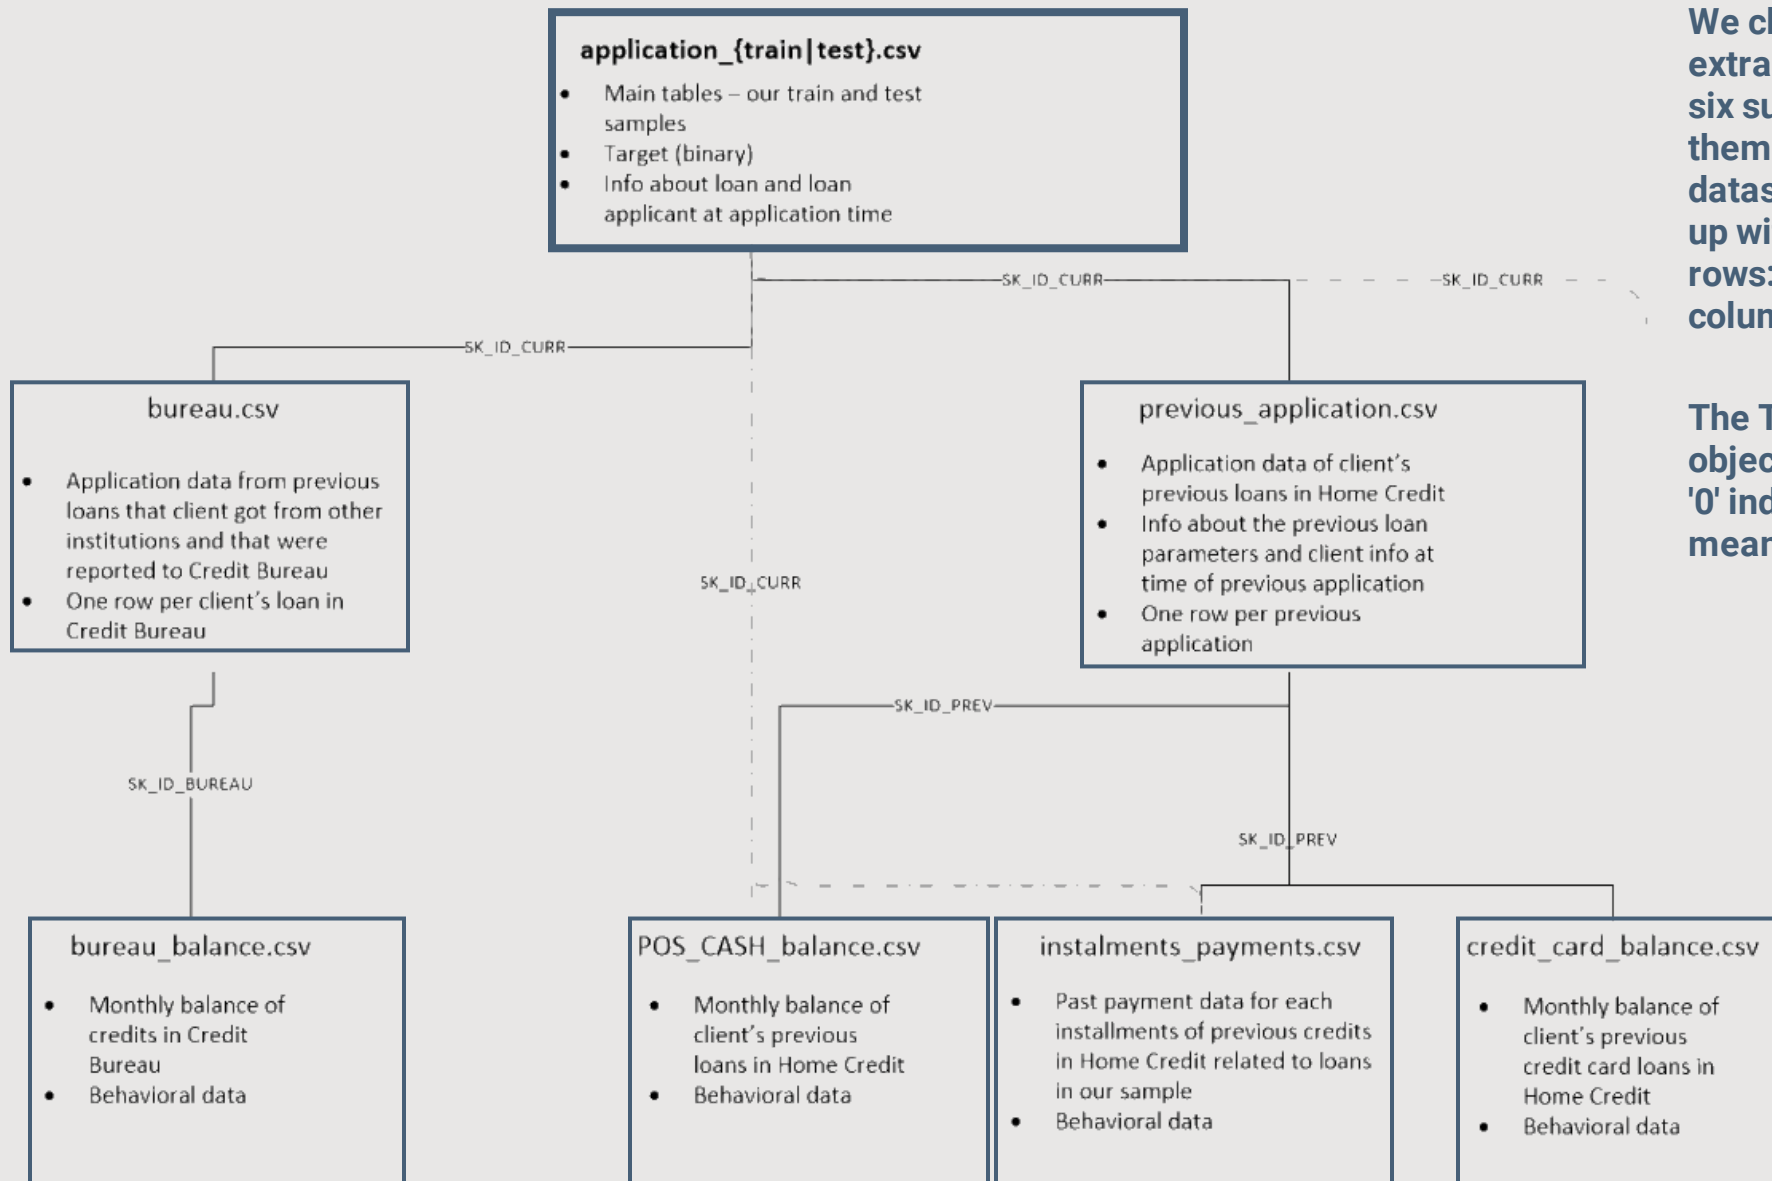 application_{train|test}.csv
• Main tables – our train and test
samples
• Target (binary)
• Info about loan and loan
applicant at application time
SK_ID_CURR
SK_ID_CURR
SK_ID_CURR
SK_ID_CURR
bureau.csv
• Application data from previous
loans that client got from other
institutions and that were
reported to Credit Bureau
• One row per client's loan in
Credit Bureau
previous_application.csv
• Application data of client's
previous loans in Home Credit
• Info about the previous loan
parameters and client info at
time of previous application
• One row per previous
application
SK_ID_PREV
SK_ID_BUREAU
SK_ID_PREV
bureau_balance.csv
• Monthly balance of
credits in Credit
Bureau
• Behavioral data
POS_CASH_balance.csv
• Monthly balance of
client's previous
loans in Home Credit
• Behavioral data
instalments_payments.csv
• Past payment data for each
installments of previous credits
in Home Credit related to loans
in our sample
• Behavioral data
credit_card_balance.csv
• Monthly balance of
client's previous
credit card loans in
Home Credit
• Behavioral data
We
extra
six su
them
datas
up wi
rows:
colum
The T
objec
'0' ind
mean